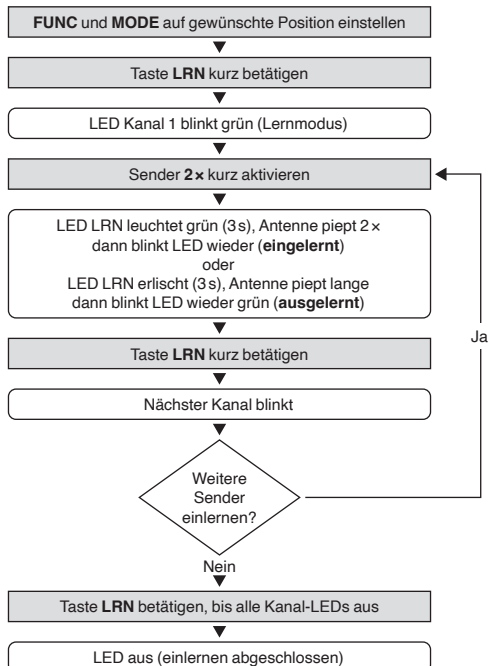 FUNC und MODE auf gewünschte Position einstellen
Taste LRN kurz betätigen
LED Kanal 1 blinkt grün (Lernmodus)
Sender 2× kurz aktivieren
LED LRN leuchtet grün (3 s), Antenne piept 2×
dann blinkt LED wieder (eingelernt)
oder
LED LRN erlischt (3 s), Antenne piept lange
dann blinkt LED wieder grün (ausgelernt)
Ja
Taste LRN kurz betätigen
Nächster Kanal blinkt
Weitere
Sender
einlernen?
Nein
Taste LRN betätigen, bis alle Kanal-LEDs aus
LED aus (einlernen abgeschlossen)